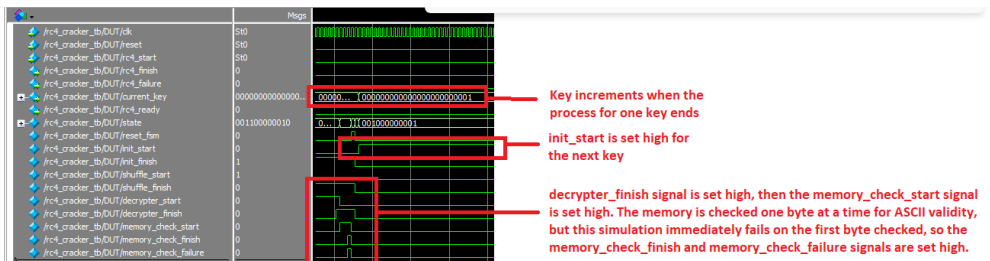 Msgs
/rc4_cracker_tb/DUT/clk St0
/rc4_cracker_tb/DUT/reset St0
/rc4_cracker_tb/DUT/rc4_start St0
/rc4_cracker_tb/DUT/rc4_finish 0
/rc4_cracker_tb/DUT/rc4_failure 0
/rc4_cracker_tb/DUT/current_key 00000000000000... 00000... 000000000000000000000001
/rc4_cracker_tb/DUT/rc4_ready 0
/rc4_cracker_tb/DUT/state 001100000010 0... 001000000001
/rc4_cracker_tb/DUT/reset_fsm 0
/rc4_cracker_tb/DUT/init_start 0
/rc4_cracker_tb/DUT/init_finish 1
/rc4_cracker_tb/DUT/shuffle_start 1
/rc4_cracker_tb/DUT/shuffle_finish 0
/rc4_cracker_tb/DUT/decrypter_start 0
/rc4_cracker_tb/DUT/decrypter_finish 0
/rc4_cracker_tb/DUT/memory_check_start 0
/rc4_cracker_tb/DUT/memory_check_finish 0
/rc4_cracker_tb/DUT/memory_check_failure 0
Key increments when the
process for one key ends
init_start is set high for
the next key
decrypter_finish signal is set high, then the memory_check_start signal
is set high. The memory is checked one byte at a time for ASCII validity,
but this simulation immediately fails on the first byte checked, so the
memory_check_finish and memory_check_failure signals are set high.